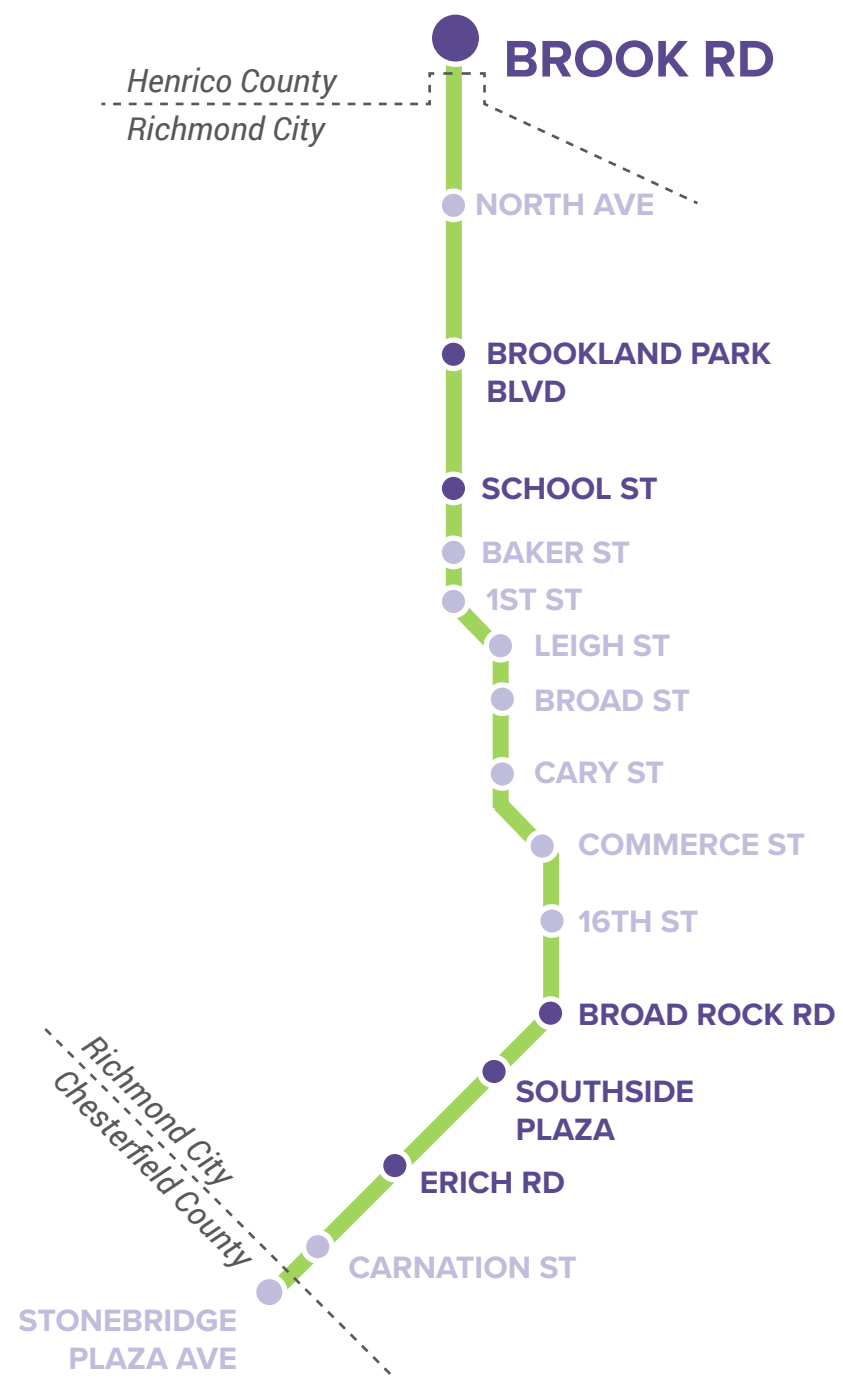 BROOK RD
Henrico County
Richmond City
NORTH AVE
BROOKLAND PARK
BLVD
SCHOOL ST
BAKER ST
1ST ST
LEIGH ST
BROAD ST
CARY ST
COMMERCE ST
16TH ST
BROAD ROCK RD
Richmond City
Chesterfield County
SOUTHSIDE
PLAZA
ERICH RD
CARNATION ST
STONEBRIDGE
PLAZA AVE